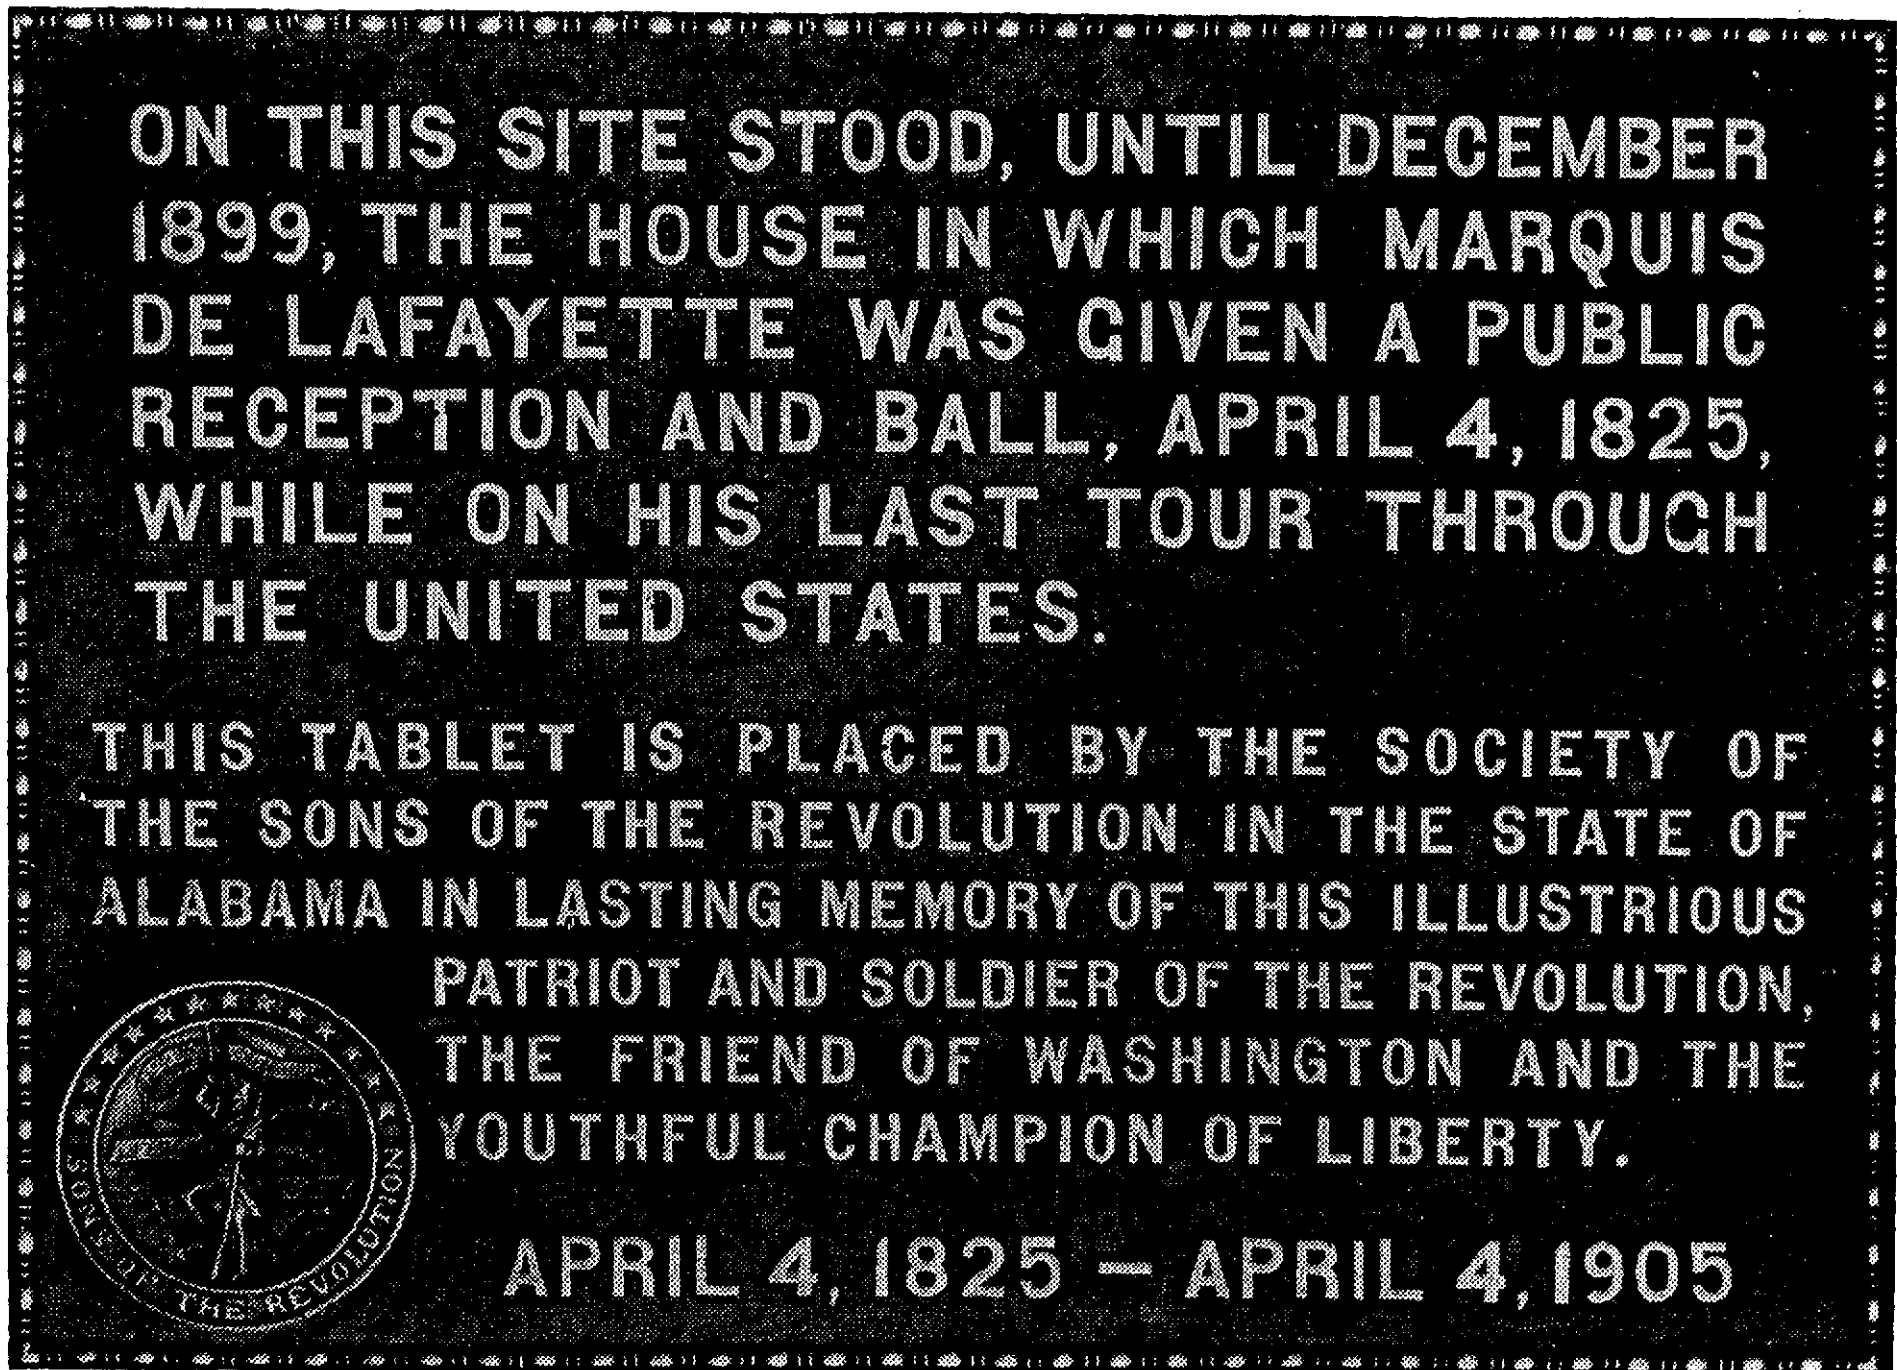 ON THIS SITE STOOD, UNTIL DECEMBER
1899, THE HOUSE IN WHICH MARQUIS
DE LAFAYETTE WAS GIVEN A PUBLIC
RECEPTION AND BALL, APRIL 4, 1825,
WHILE ON HIS LAST TOUR THROUGH
THE UNITED STATES.
THIS TABLET IS PLACED BY THE SOCIETY OF
THE SONS OF THE REVOLUTION IN THE STATE OF
ALABAMA IN LASTING MEMORY OF THIS ILLUSTRIOUS
PATRIOT AND SOLDIER OF THE REVOLUTION,
THE FRIEND OF WASHINGTON AND THE
YOUTHFUL CHAMPION OF LIBERTY.
SONS OF THE REVOLUTION
APRIL 4, 1825 – APRIL 4, 1905